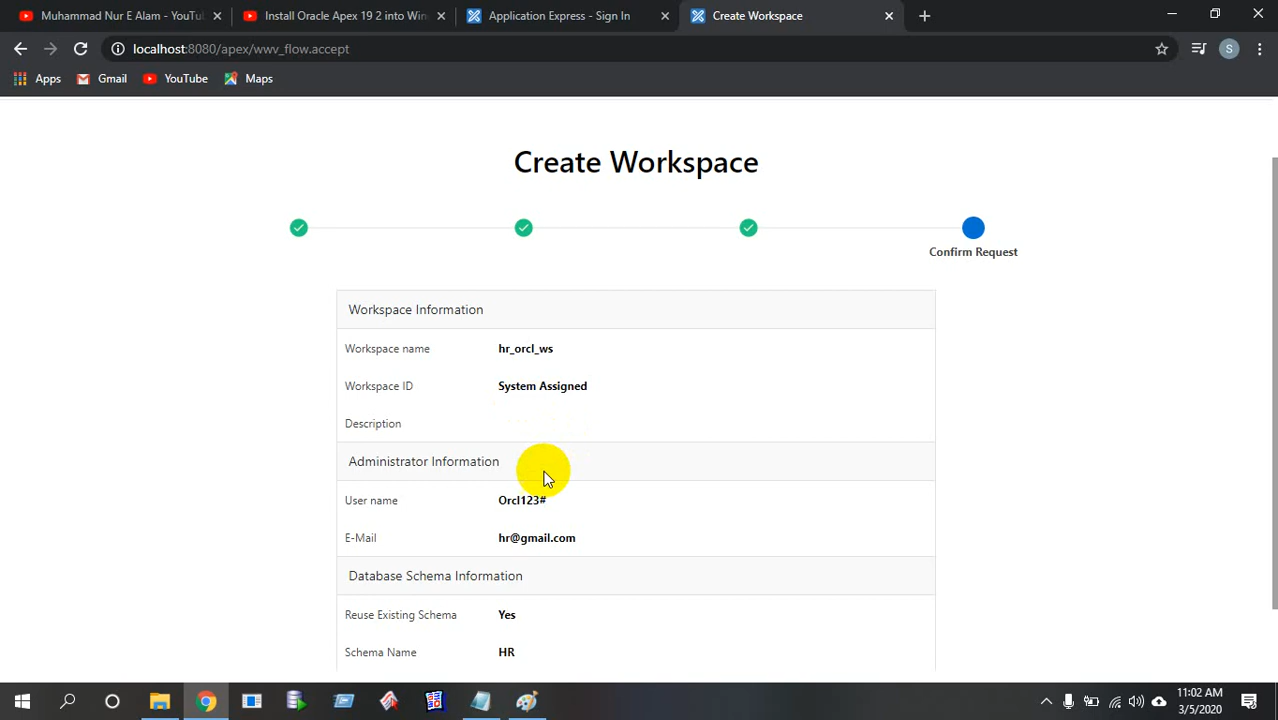 Muhammad Nur E Alam - YouTu
Install Oracle Apex 19 2 into Win
Application Express - Sign In
Create Workspace
localhost:8080/apex/wwv_flow.accept
S
Apps
Gmail
YouTube
Maps
Create Workspace
Confirm Request
Workspace Information
Workspace name hr_orcl_ws
Workspace ID System Assigned
Description
Administrator Information
User name Orcl123#
E-Mail hr@gmail.com
Database Schema Information
Reuse Existing Schema Yes
Schema Name HR
11:02 AM
3/5/2020